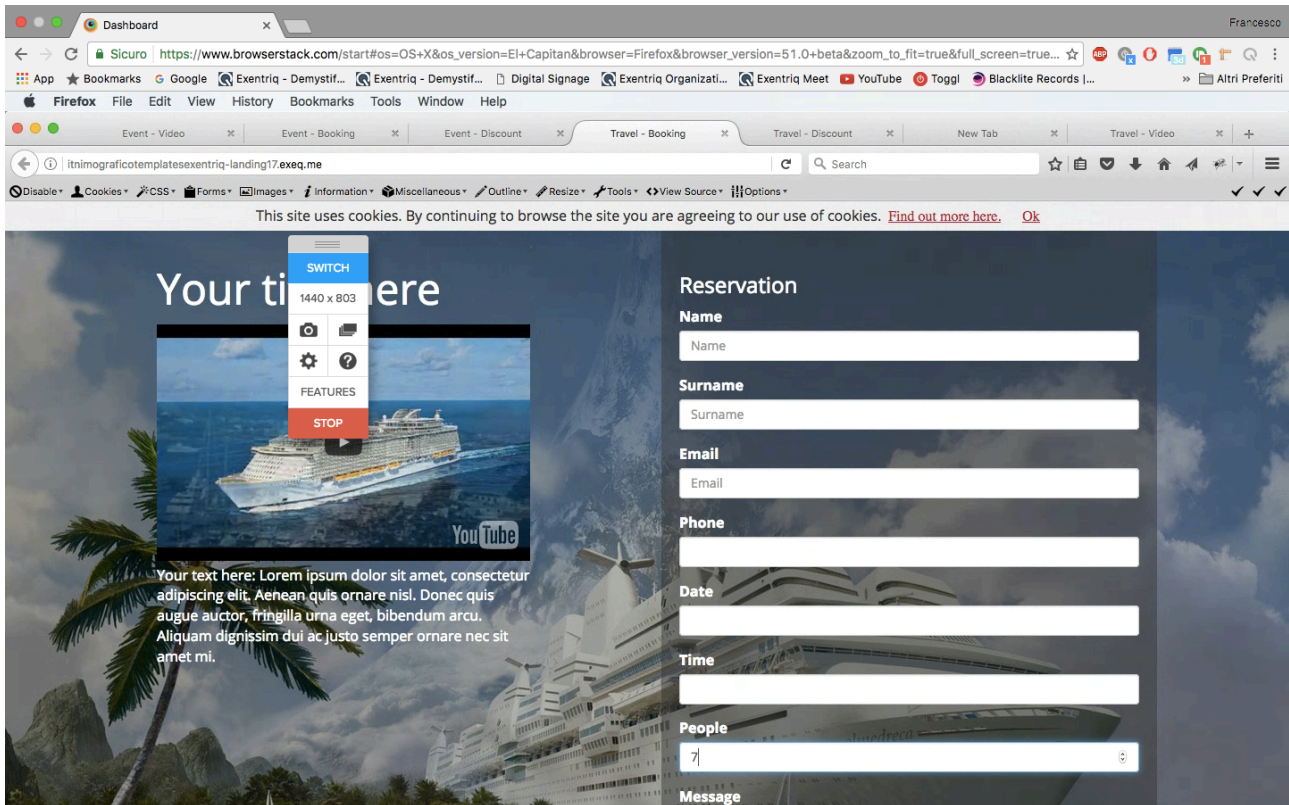 Dashboard
Francesco
Sicuro https://www.browserstack.com/start#os=OS+X&os_version=El+Capitan&browser=Firefox&browser_version=51.0+beta&zoom_to_fit=true&full_screen=true...
App Bookmarks Google Exentriq - Demystif... Exentriq - Demystif... Digital Signage Exentriq Organizati... Exentriq Meet YouTube Toggl Blacklite Records |... » Altri Preferiti
Firefox File Edit View History Bookmarks Tools Window Help
Event - Video Event - Booking Event - Discount Travel - Booking Travel - Discount New Tab Travel - Video
itnimograficotemplatesexentriq-landing17.exeq.me Search
Disable Cookies CSS Forms Images Information Miscellaneous Outline Resize Tools View Source Options
This site uses cookies. By continuing to browse the site you are agreeing to our use of cookies. Find out more here. Ok
SWITCH
1440 x 803
FEATURES
STOP
Your ti ere
YouTube
Your text here: Lorem ipsum dolor sit amet, consectetur
adipiscing elit. Aenean quis ornare nisl. Donec quis
augue auctor, fringilla urna eget, bibendum arcu.
Aliquam dignissim dui ac justo semper ornare nec sit
amet mi.
Reservation
Name
Name
Surname
Surname
Email
Email
Phone
Date
Time
People
7
Message